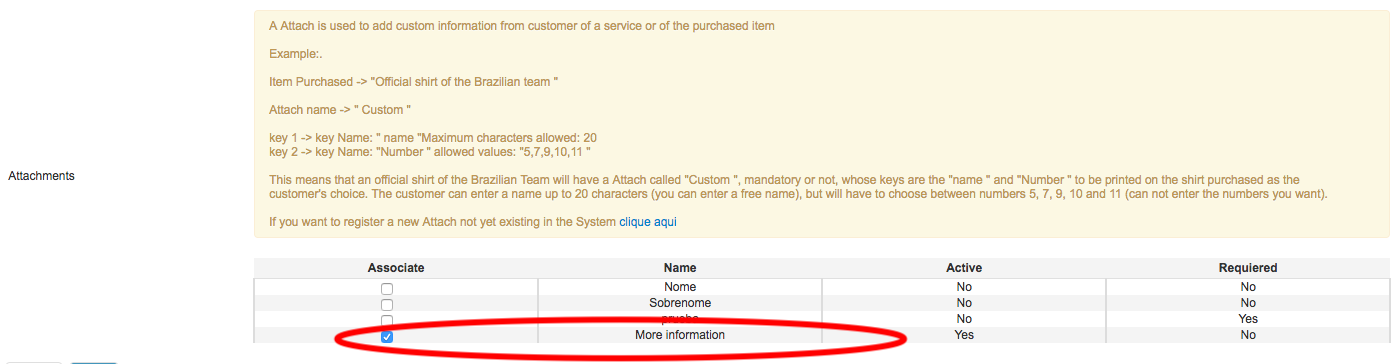 A Attach is used to add custom information from customer of a service or of the purchased item
Example:.
Item Purchased -> "Official shirt of the Brazilian team "
Attach name -> " Custom "
key 1 -> key Name: " name "Maximum characters allowed: 20
key 2 -> key Name: "Number " allowed values: "5,7,9,10,11 "
Attachments
This means that an official shirt of the Brazilian Team will have a Attach called "Custom ", mandatory or not, whose keys are the "name " and "Number " to be printed on the shirt purchased as the
customer's choice. The customer can enter a name up to 20 characters (you can enter a free name), but will have to choose between numbers 5, 7, 9, 10 and 11 (can not enter the numbers you want).
If you want to register a new Attach not yet existing in the System clique aqui
Associate Name Active Requiered
Nome No No
Sobrenome No No
No Yes
More information Yes No